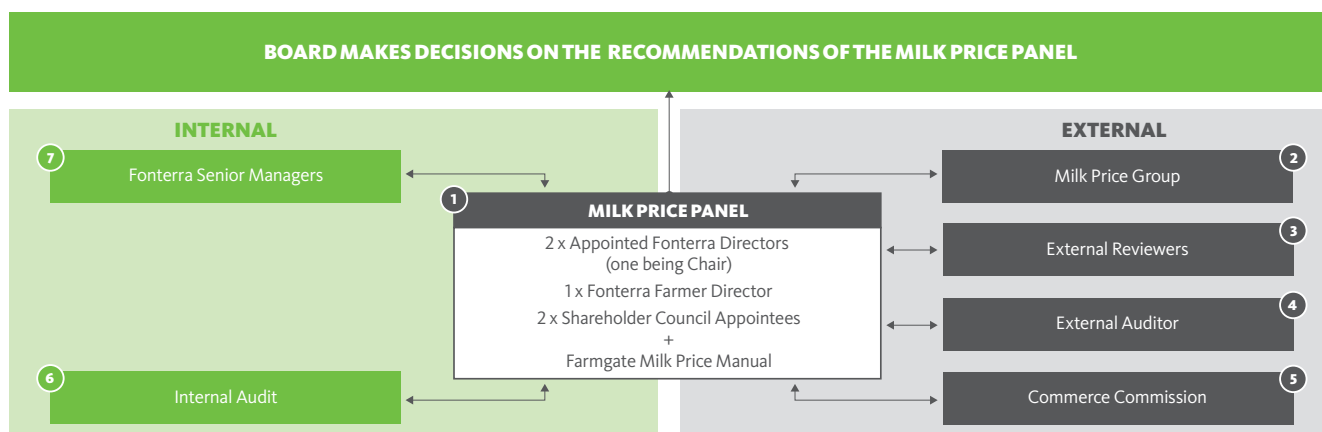 BOARD MAKES DECISIONS ON THE RECOMMENDATIONS OF THE MILK PRICE PANEL
INTERNAL
7
Fonterra Senior Managers
6
Internal Audit
1
MILK PRICE PANEL
2 x Appointed Fonterra Directors
(one being Chair)
1 x Fonterra Farmer Director
2 x Shareholder Council Appointees
+
Farmgate Milk Price Manual
EXTERNAL
2
Milk Price Group
3
External Reviewers
4
External Auditor
5
Commerce Commission